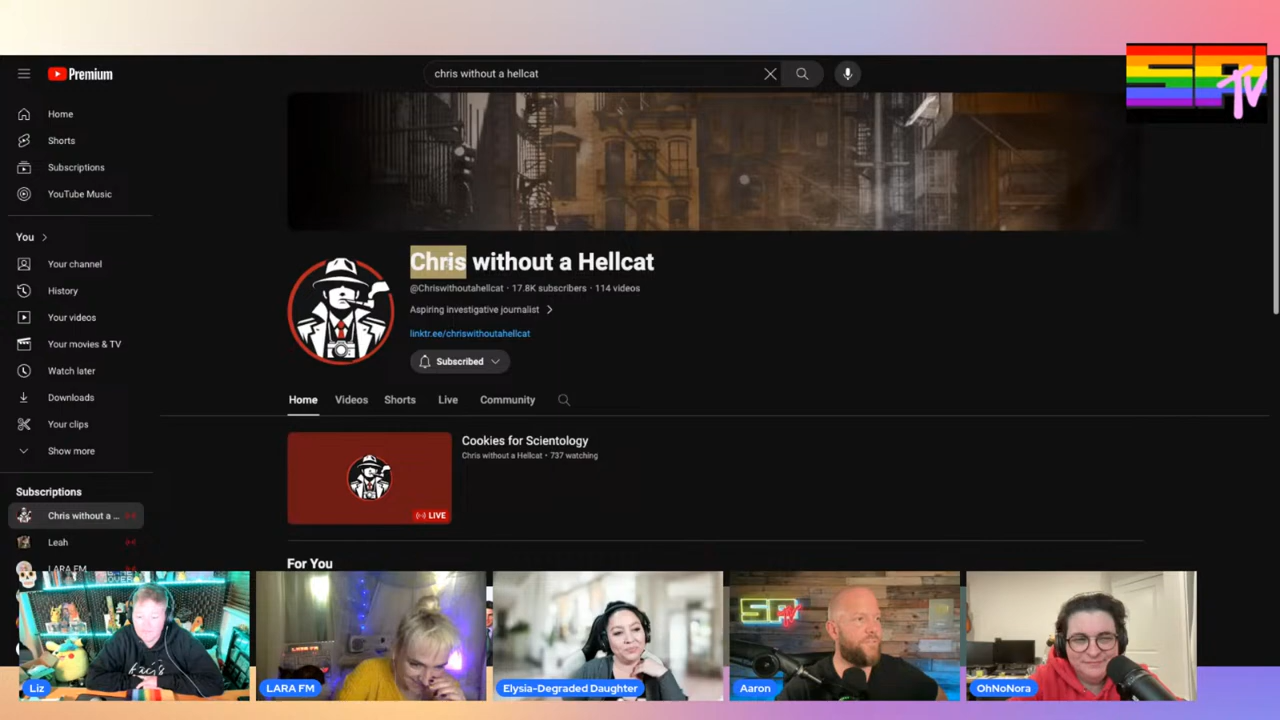 Premium
chris without a hellcat
SPTV
Home
Shorts
Subscriptions
YouTube Music
You
Your channel
History
Your videos
Your movies & TV
Watch later
Downloads
Your clips
Show more
Subscriptions
Chris without a ...
Leah
LARA FM
Chris without a Hellcat
@Chriswithoutahellcat · 17.8K subscribers · 114 videos
Aspiring investigative journalist
linktr.ee/chriswithoutahellcat
Subscribed
Home Videos Shorts Live Community
Cookies for Scientology
Chris without a Hellcat • 737 watching
LIVE
For You
SPTV
Liz
LARA FM
Elysia-Degraded Daughter
Aaron
OhNoNora